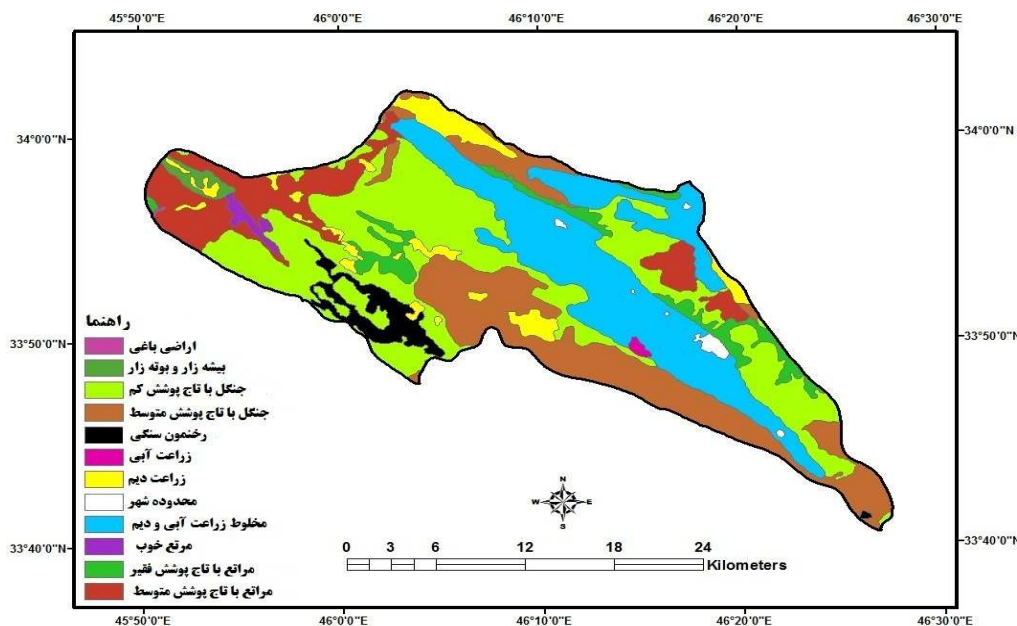 45°50'0"E 46°0'0"E 46°10'0"E 46°20'0"E 46°30'0"E
34°0'0"N 34°0'0"N
33°50'0"N 33°50'0"N
33°40'0"N 33°40'0"N
راهنما
اراضی باغی
بیشه زار و بوته زار
جنگل با تاج پوشش کم
جنگل با تاج پوشش متوسط
رخنمون سنگی
زراعت آبی
زراعت دیم
محدوده شهر
مخلوط زراعت آبی و دیم
مرتع خوب
مراتع با تاج پوشش فقیر
مراتع با تاج پوشش متوسط
N
W E
S
0 3 6 12 18 24
Kilometers
45°50'0"E 46°0'0"E 46°10'0"E 46°20'0"E 46°30'0"E